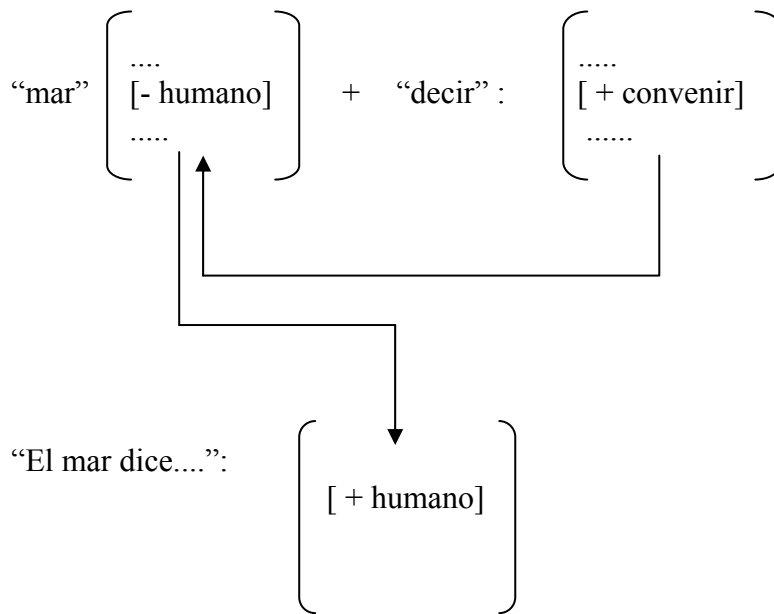 .... .....
“mar” [- humano] + “decir” : [ + convenir]
..... ......
“El mar dice....”:
[ + humano]